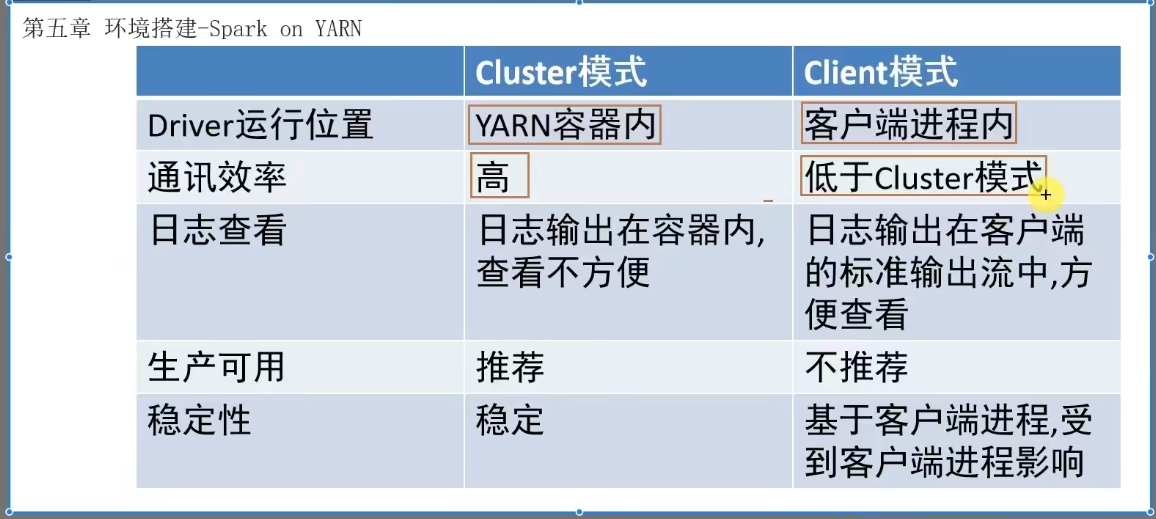 第五章 环境搭建-Spark on YARN
Cluster模式 Client模式
Driver运行位置 YARN容器内 客户端进程内
通讯效率 高 低于Cluster模式
日志查看 日志输出在容器内, 日志输出在客户端
查看不方便 的标准输出流中,方
便查看
生产可用 推荐 不推荐
稳定性 稳定 基于客户端进程,受
到客户端进程影响